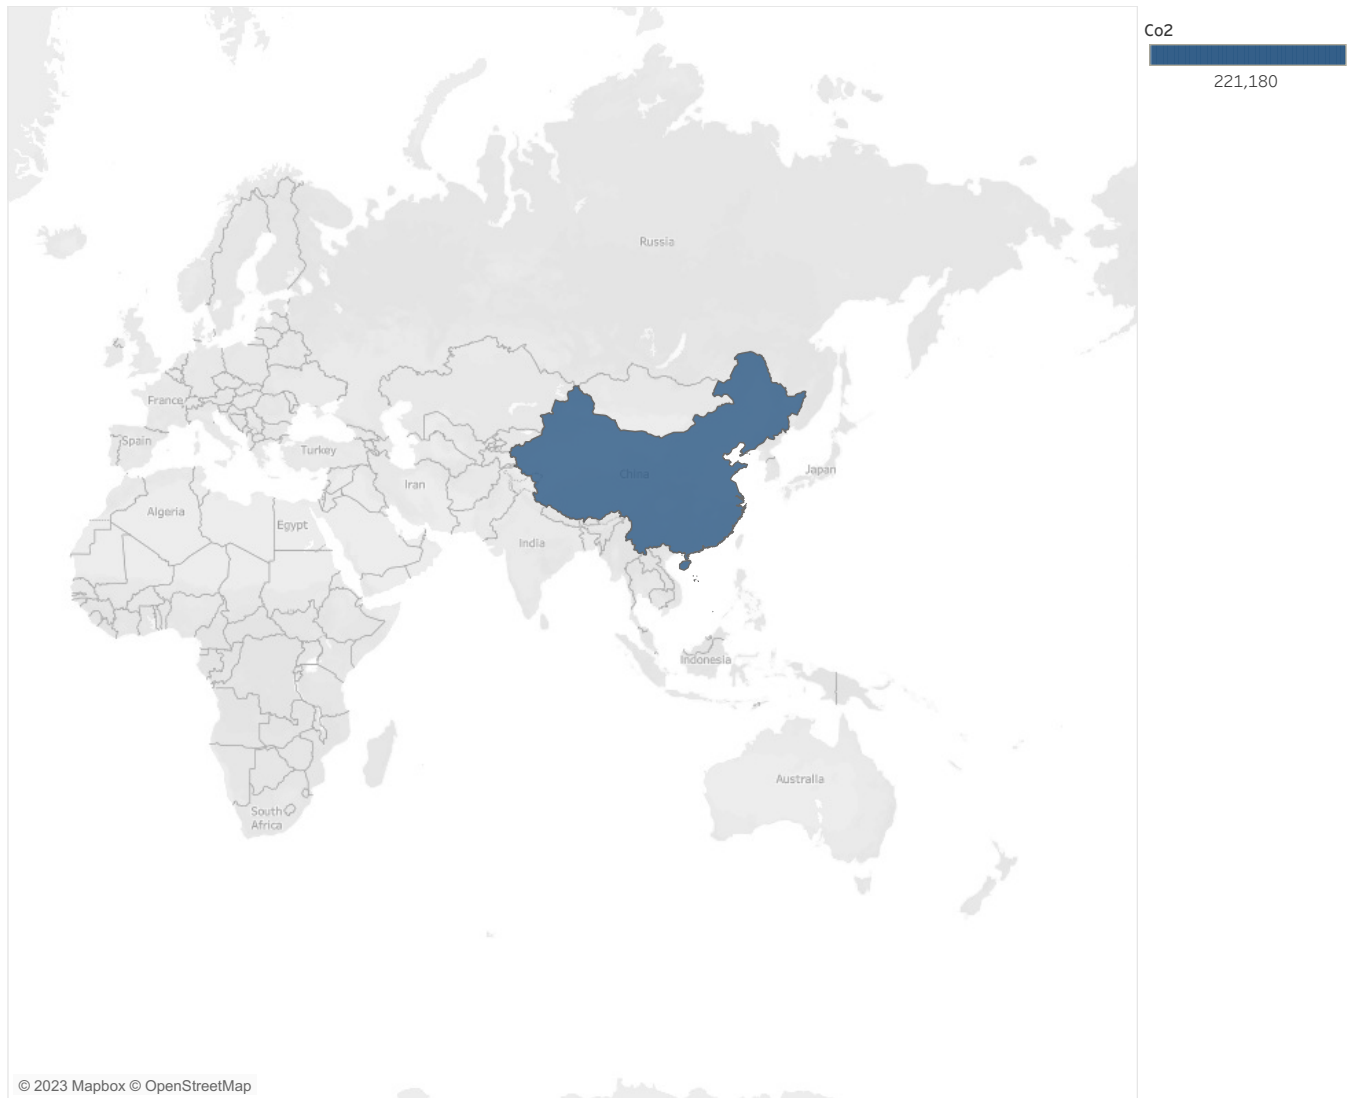 Co2
221,180
Russia
France
Spain
Turkey
China
Japan
Iran
Algeria
Egypt
India
Indonesia
Australia
South
Africa
© 2023 Mapbox © OpenStreetMap